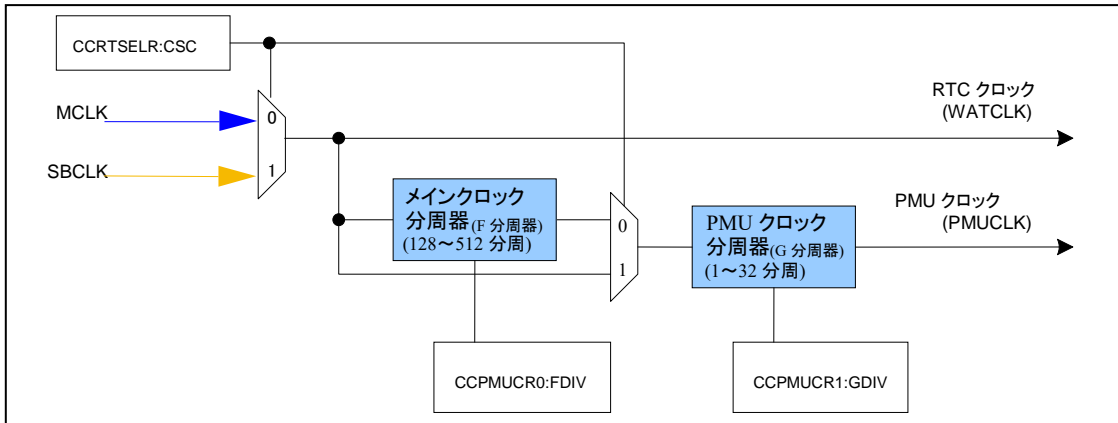 CCRTSELR:CSC
MCLK
SBCLK
0
1
RTC クロック
(WATCLK)
メインクロック
分周器(F 分周器)
(128～512 分周)
0
1
PMU クロック
分周器(G 分周器)
(1～32 分周)
PMU クロック
(PMUCLK)
CCPMUCR0:FDIV
CCPMUCR1:GDIV